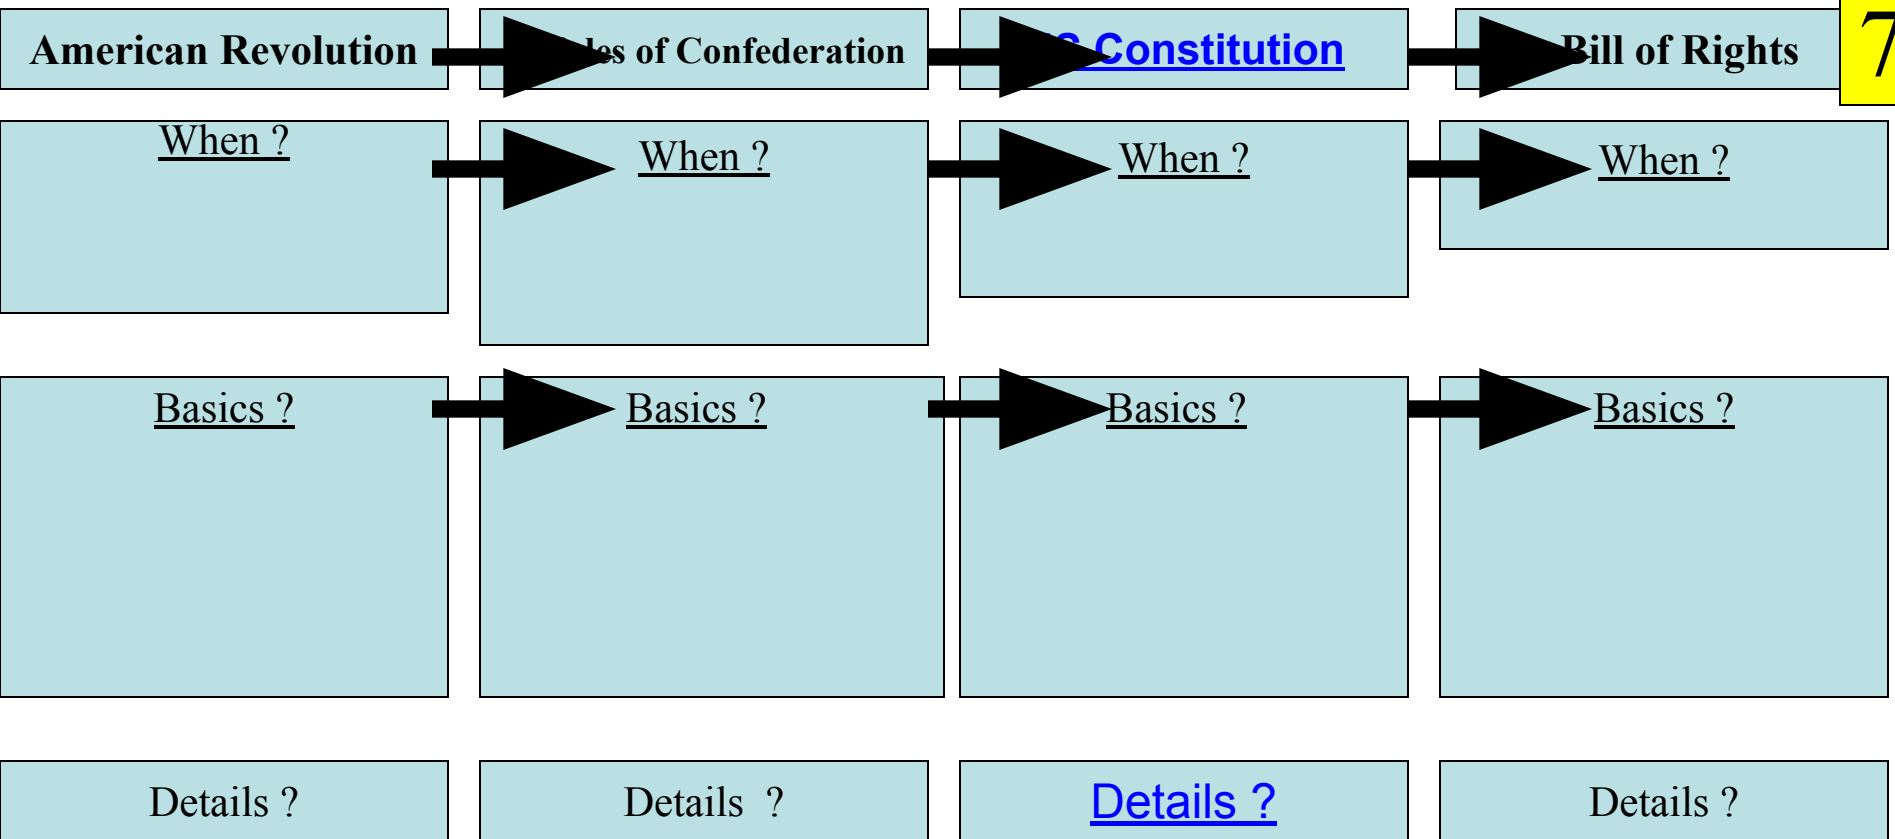 American Revolution
of Confederation
Constitution
Bill of Rights
7
When ?
When ?
When ?
When ?
Basics ?
Basics ?
Basics ?
Basics ?
Details ?
Details ?
Details ?
Details ?